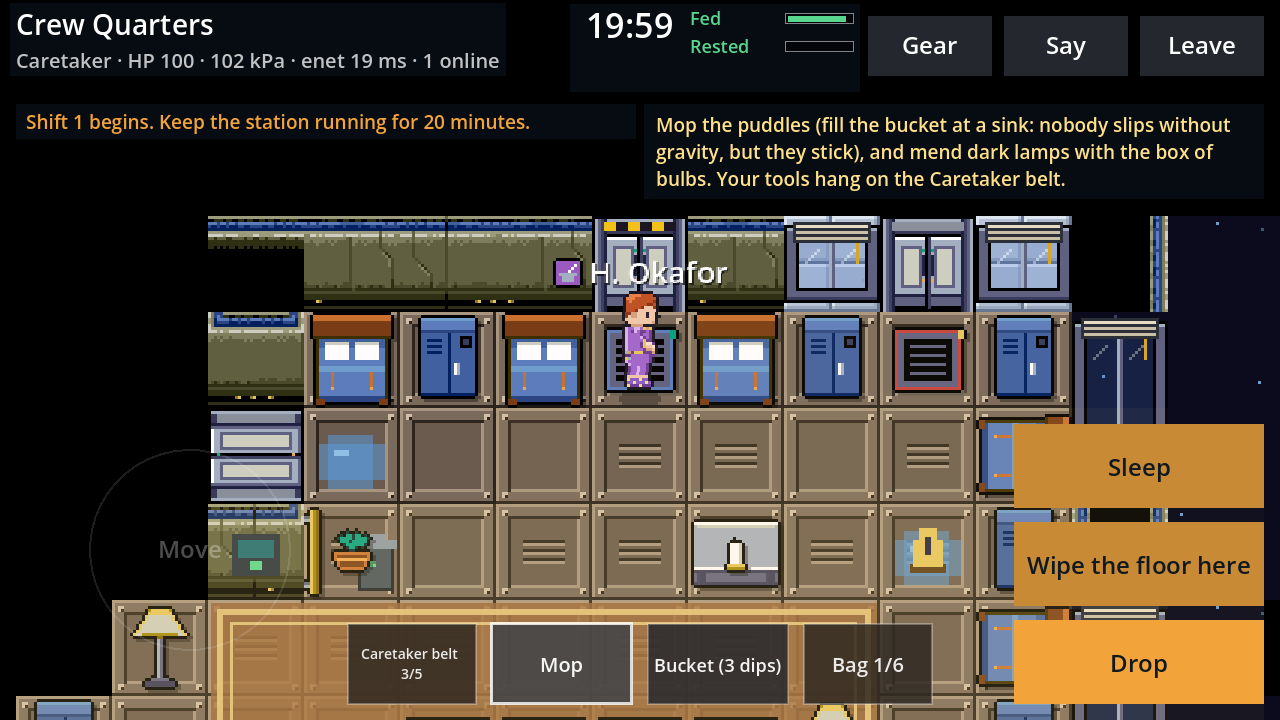 Crew Quarters
Caretaker · HP 100 · 102 kPa · enet 19 ms · 1 online
19:59
Fed
Rested
Gear
Say
Leave
Shift 1 begins. Keep the station running for 20 minutes.
Mop the puddles (fill the bucket at a sink: nobody slips without
gravity, but they stick), and mend dark lamps with the box of
bulbs. Your tools hang on the Caretaker belt.
H. Okafor
Sleep
Move
Wipe the floor here
Caretaker belt
3/5
Mop
Bucket (3 dips)
Bag 1/6
Drop